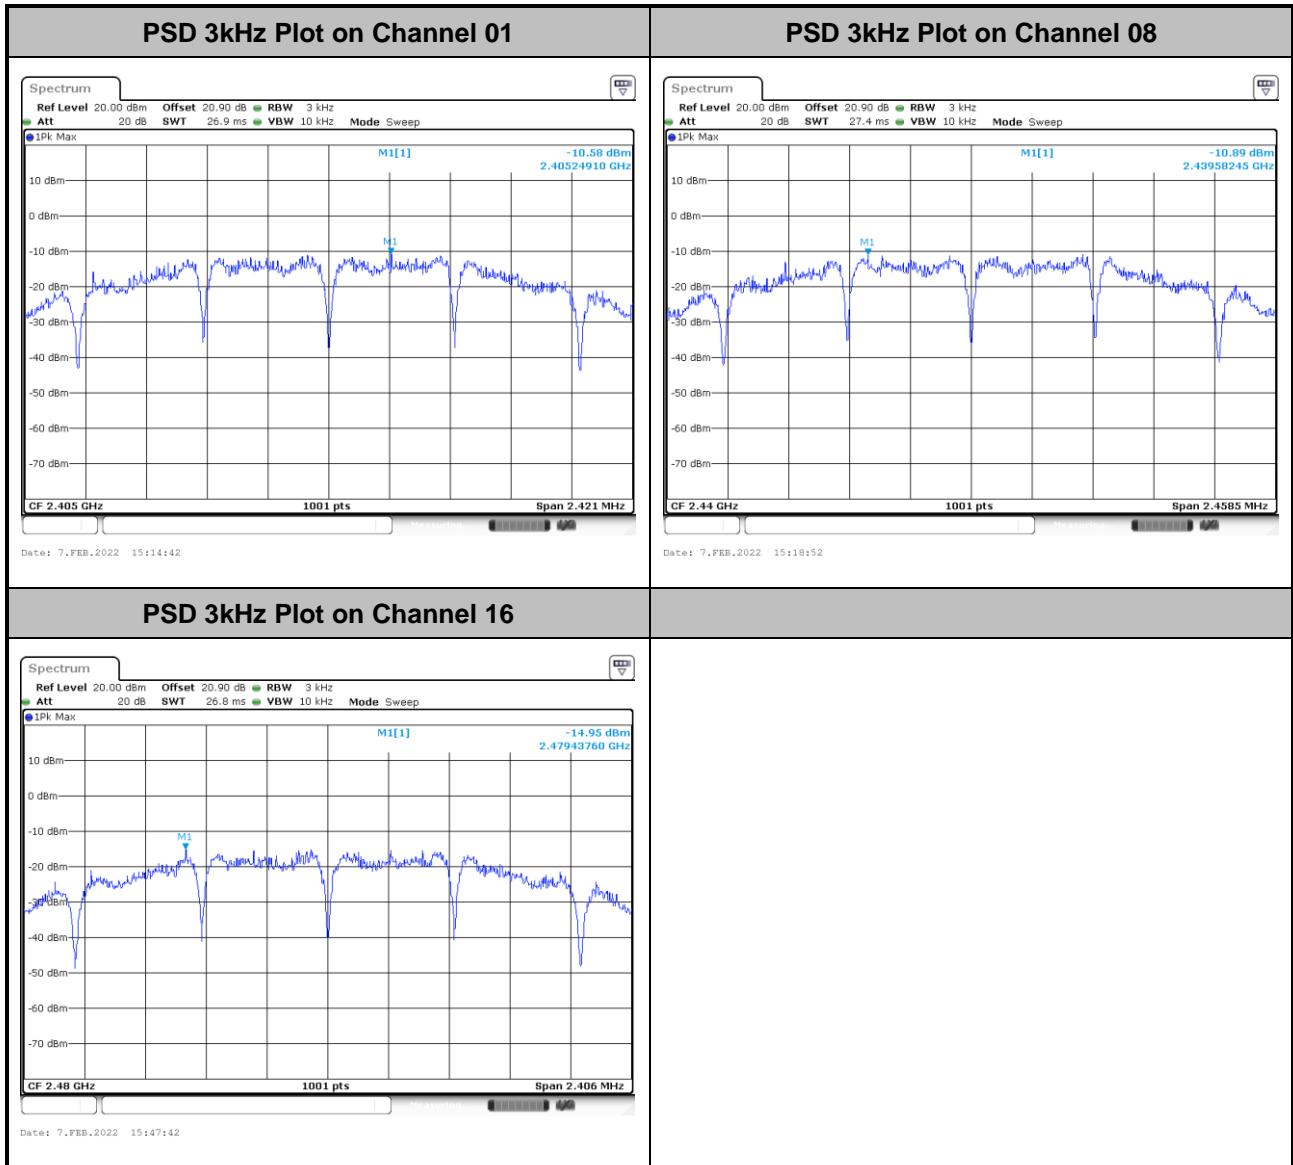 PSD 3kHz Plot on Channel 01
PSD 3kHz Plot on Channel 08
Spectrum
Ref Level 20.00 dBm Offset 20.90 dB RBW 3 kHz
Att 20 dB SWT 26.9 ms VBW 10 kHz Mode Sweep
1Pk Max
M1[1] -10.58 dBm
2.40524910 GHz
10 dBm
0 dBm
M1
-10 dBm
-20 dBm
-30 dBm
-40 dBm
-50 dBm
-60 dBm
-70 dBm
CF 2.405 GHz 1001 pts Span 2.421 MHz
Date: 7.FEB.2022 15:14:42
Spectrum
Ref Level 20.00 dBm Offset 20.90 dB RBW 3 kHz
Att 20 dB SWT 27.4 ms VBW 10 kHz Mode Sweep
1Pk Max
M1[1] -10.89 dBm
2.43958245 GHz
10 dBm
0 dBm
M1
-10 dBm
-20 dBm
-30 dBm
-40 dBm
-50 dBm
-60 dBm
-70 dBm
CF 2.44 GHz 1001 pts Span 2.4585 MHz
Date: 7.FEB.2022 15:18:52
PSD 3kHz Plot on Channel 16
Spectrum
Ref Level 20.00 dBm Offset 20.90 dB RBW 3 kHz
Att 20 dB SWT 26.8 ms VBW 10 kHz Mode Sweep
1Pk Max
M1[1] -14.95 dBm
2.47943760 GHz
10 dBm
0 dBm
-10 dBm
M1
-20 dBm
-30 dBm
-40 dBm
-50 dBm
-60 dBm
-70 dBm
CF 2.48 GHz 1001 pts Span 2.406 MHz
Date: 7.FEB.2022 15:47:42